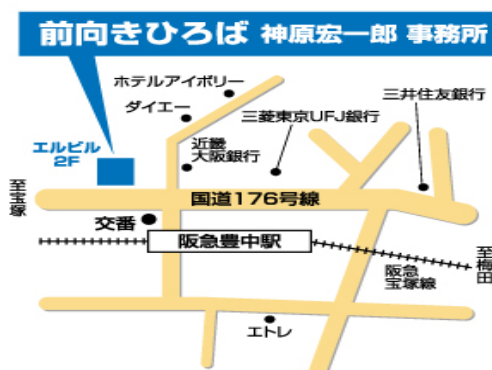 前向きひろば 神原宏一郎 事務所
ホテルアイボリー
ダイエー
三井住友銀行
三菱東京UFJ銀行
エルビル
2F
近畿
大阪銀行
至宝塚
国道176号線
交番
阪急豊中駅
至梅田
阪急
宝塚線
エトレ